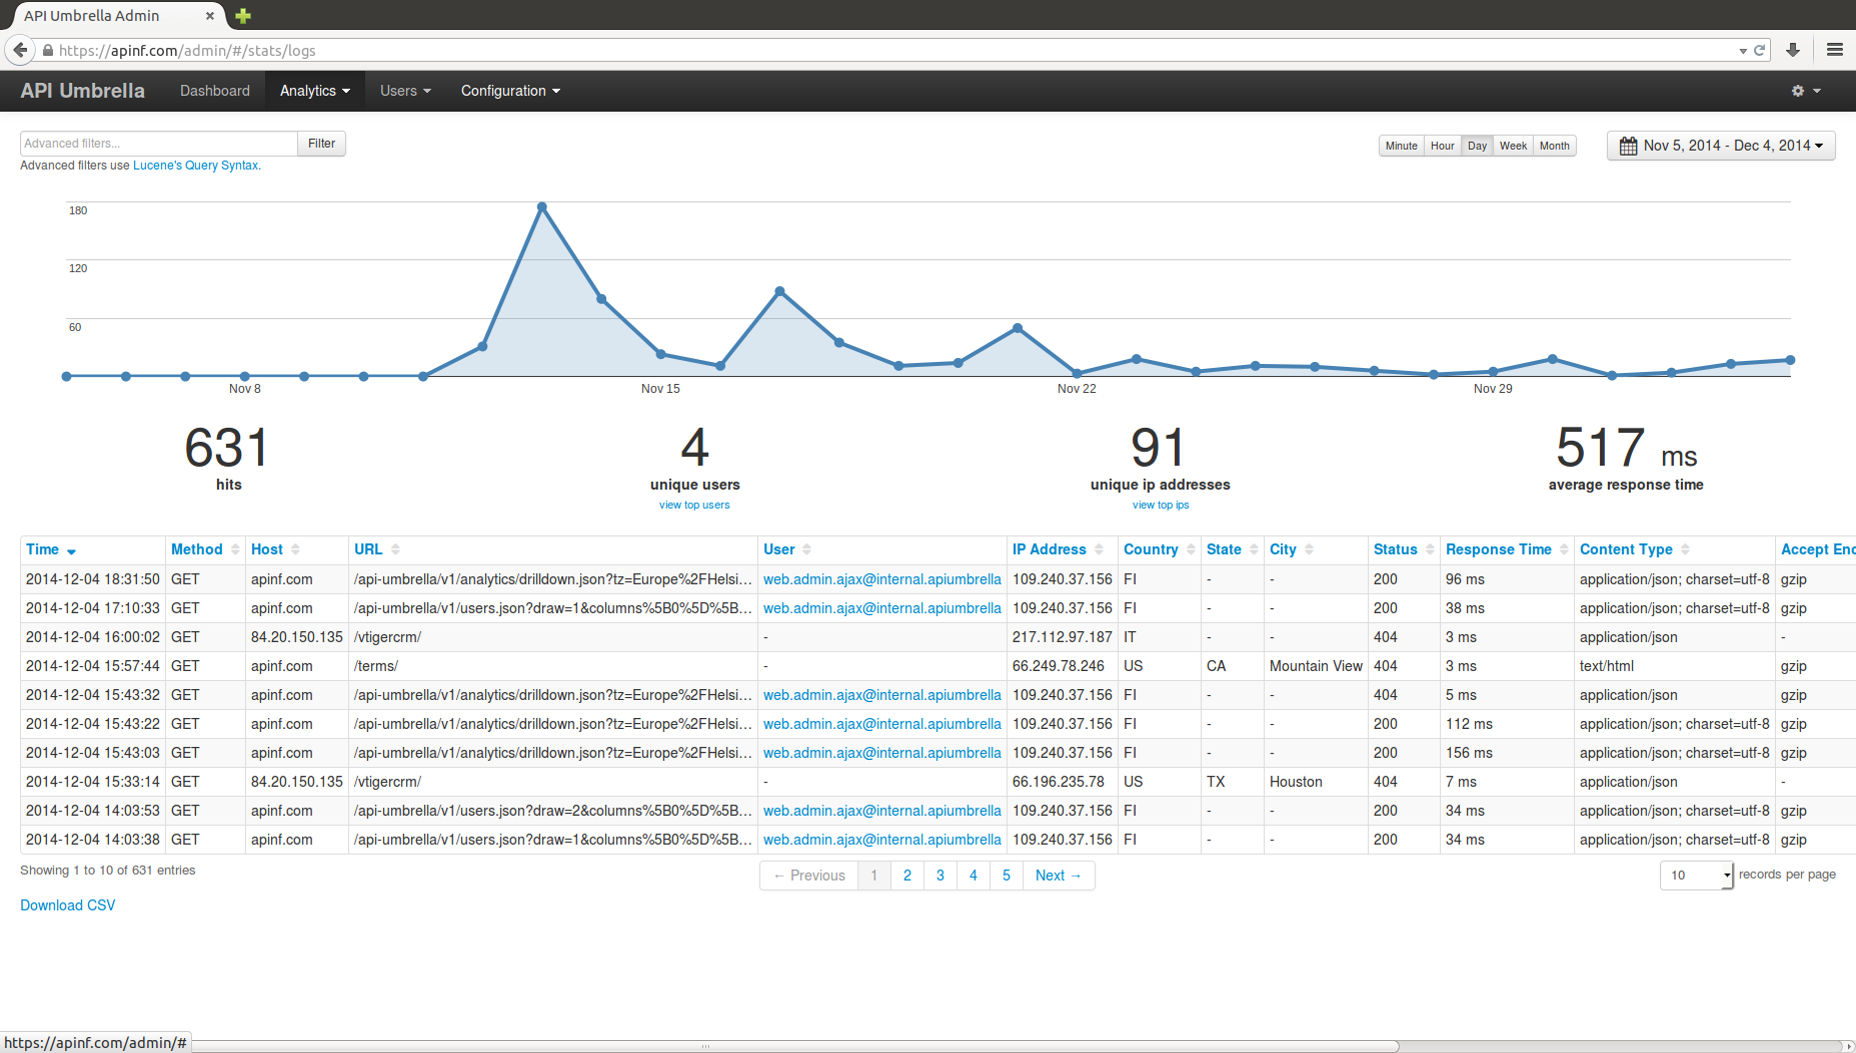 API Umbrella Admin
https://apinf.com/admin/#/stats/logs
API Umbrella Dashboard Analytics Users Configuration
Advanced filters... Filter Minute Hour Day Week Month Nov 5, 2014 - Dec 4, 2014
Advanced filters use Lucene's Query Syntax.
180
120
60
Nov 8 Nov 15 Nov 22 Nov 29
631 4 91 517 ms
hits unique users unique ip addresses average response time
view top users view top ips
Time Method Host URL User IP Address Country State City Status Response Time Content Type Accept Enc
2014-12-04 18:31:50 GET apinf.com /api-umbrella/v1/analytics/drilldown.json?tz=Europe%2FHelsi... web.admin.ajax@internal.apiumbrella 109.240.37.156 FI - - 200 96 ms application/json; charset=utf-8 gzip
2014-12-04 17:10:33 GET apinf.com /api-umbrella/v1/users.json?draw=1&columns%5B0%5D%5B... web.admin.ajax@internal.apiumbrella 109.240.37.156 FI - - 200 38 ms application/json; charset=utf-8 gzip
2014-12-04 16:00:02 GET 84.20.150.135 /vtigercrm/ - 217.112.97.187 IT - - 404 3 ms application/json -
2014-12-04 15:57:44 GET apinf.com /terms/ - 66.249.78.246 US CA Mountain View 404 3 ms text/html gzip
2014-12-04 15:43:32 GET apinf.com /api-umbrella/v1/analytics/drilldown.json?tz=Europe%2FHelsi... web.admin.ajax@internal.apiumbrella 109.240.37.156 FI - - 404 5 ms application/json gzip
2014-12-04 15:43:22 GET apinf.com /api-umbrella/v1/analytics/drilldown.json?tz=Europe%2FHelsi... web.admin.ajax@internal.apiumbrella 109.240.37.156 FI - - 200 112 ms application/json; charset=utf-8 gzip
2014-12-04 15:43:03 GET apinf.com /api-umbrella/v1/analytics/drilldown.json?tz=Europe%2FHelsi... web.admin.ajax@internal.apiumbrella 109.240.37.156 FI - - 200 156 ms application/json; charset=utf-8 gzip
2014-12-04 15:33:14 GET 84.20.150.135 /vtigercrm/ - 66.196.235.78 US TX Houston 404 7 ms application/json -
2014-12-04 14:03:53 GET apinf.com /api-umbrella/v1/users.json?draw=2&columns%5B0%5D%5B... web.admin.ajax@internal.apiumbrella 109.240.37.156 FI - - 200 34 ms application/json; charset=utf-8 gzip
2014-12-04 14:03:38 GET apinf.com /api-umbrella/v1/users.json?draw=1&columns%5B0%5D%5B... web.admin.ajax@internal.apiumbrella 109.240.37.156 FI - - 200 34 ms application/json; charset=utf-8 gzip
Showing 1 to 10 of 631 entries ← Previous 1 2 3 4 5 Next → 10 records per page
Download CSV
https://apinf.com/admin/#